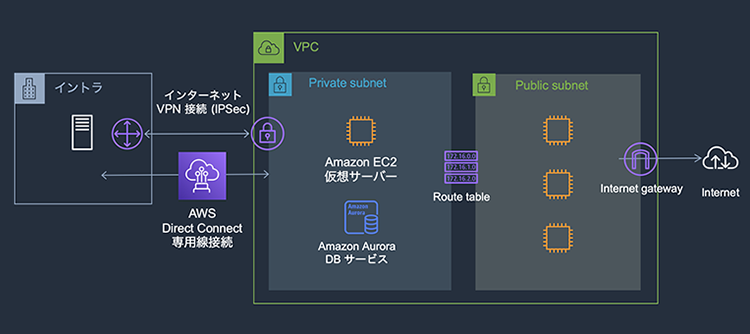 VPC
イントラ
インターネット
VPN 接続 (IPSec)
Private subnet
Public subnet
Amazon EC2
仮想サーバー
172.16.0.0
172.16.1.0
172.16.2.0
Route table
Internet gateway
Internet
AWS
Direct Connect
専用線接続
Amazon
Aurora
Amazon Aurora
DB サービス